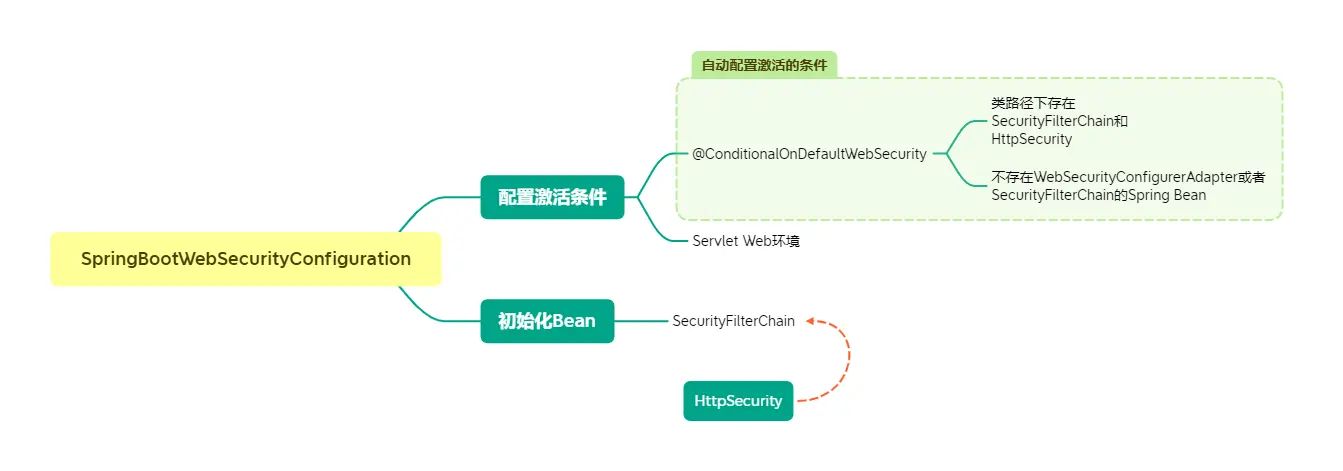 自动配置激活的条件
类路径下存在
SecurityFilterChain和
HttpSecurity
@ConditionalOnDefaultWebSecurity
不存在WebSecurityConfigurerAdapter或者
SecurityFilterChain的Spring Bean
配置激活条件
Servlet Web环境
SpringBootWebSecurityConfiguration
初始化Bean
SecurityFilterChain
HttpSecurity